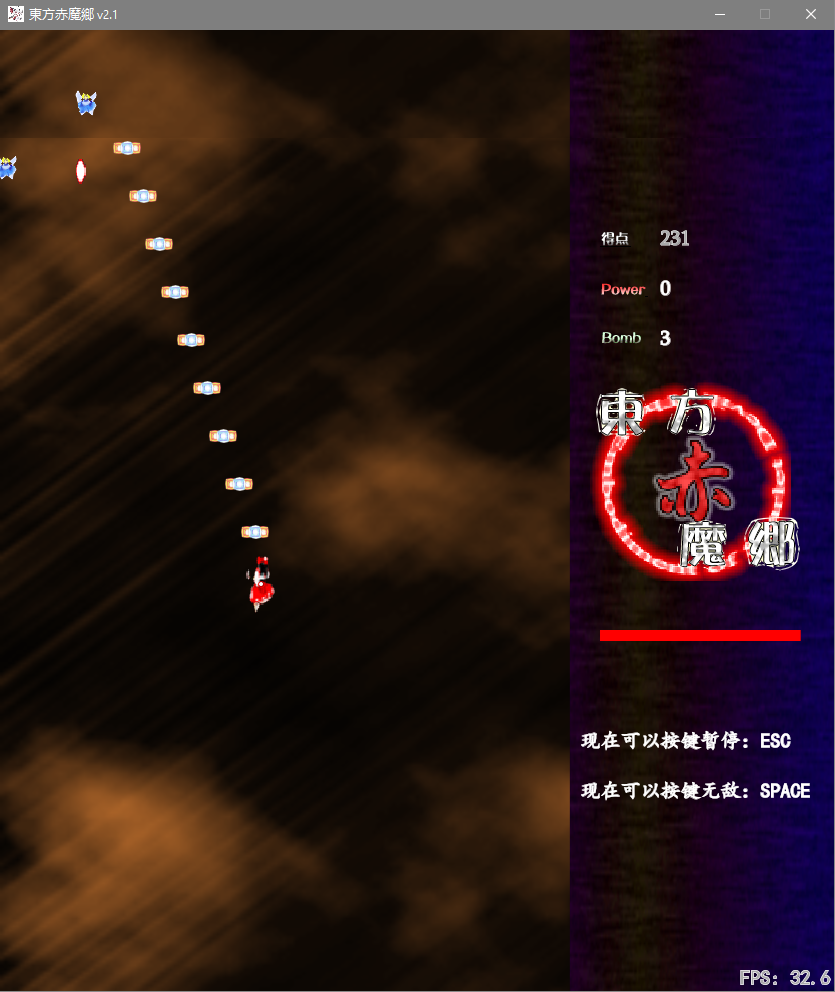 東方赤魔郷 v2.1
得点 231
Power 0
Bomb 3
東 方
赤
魔 郷
现在可以按键暂停：ESC
现在可以按键无敌：SPACE
FPS: 32.6